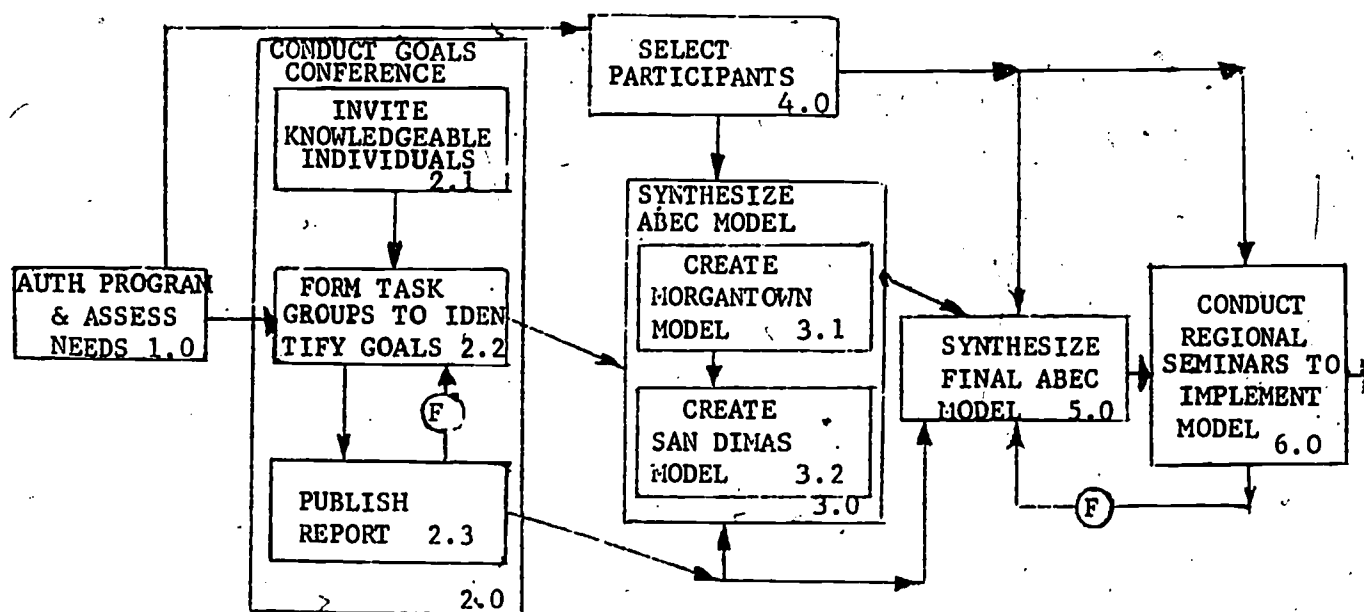 AUTH PROGRAM
& ASSESS
NEEDS 1.0
CONDUCT GOALS
CONFERENCE
INVITE
KNOWLEDGEABLE
INDIVIDUALS
2.1
FORM TASK
GROUPS TO IDEN
TIFY GOALS 2.2
F
PUBLISH
REPORT 2.3
2.0
SELECT
PARTICIPANTS
4.0
SYNTHESIZE
ABEC MODEL
CREATE
MORGANTOWN
MODEL 3.1
CREATE
SAN DIMAS
MODEL 3.2
3.0
SYNTHESIZE
FINAL ABEC
MODEL 5.0
CONDUCT
REGIONAL
SEMINARS TO
IMPLEMENT
MODEL 6.0
F